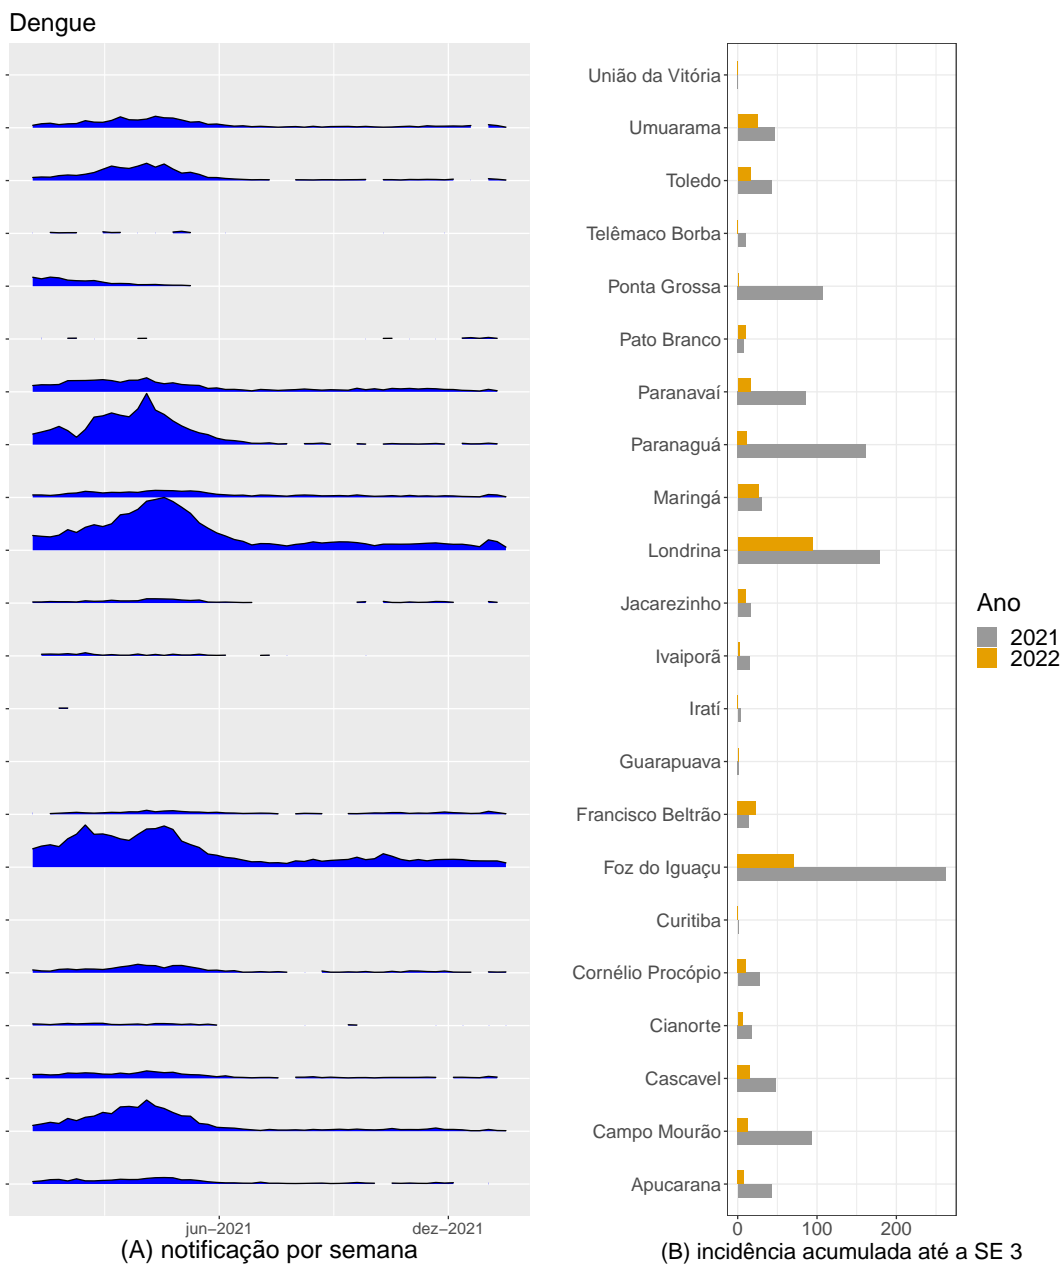 Dengue
União da Vitória
Umuarama
Toledo
Telêmaco Borba
Ponta Grossa
Pato Branco
Paranavaí
Paranaguá
Maringá
Londrina
Jacarezinho
Ivaiporã
Iratí
Guarapuava
Francisco Beltrão
Foz do Iguaçu
Curitiba
Cornélio Procópio
Cianorte
Cascavel
Campo Mourão
Apucarana
Ano
2021
2022
jun−2021 dez−2021
0 100 200
(A) notificação por semana
(B) incidência acumulada até a SE 3